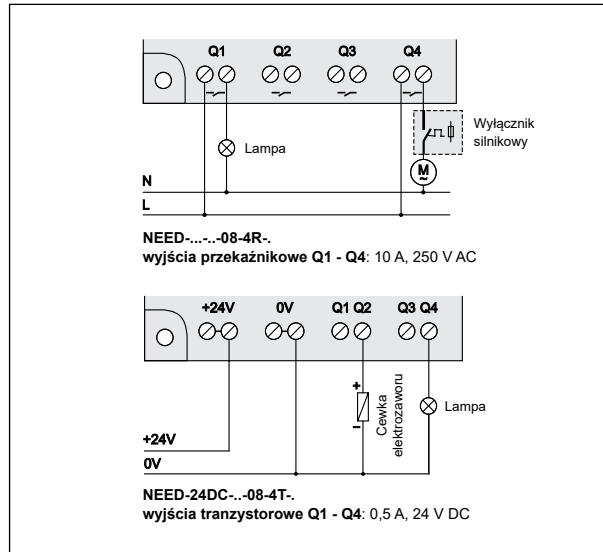 Q1 Q2 Q3 Q4
Wyłącznik
silnikowy
Lampa
M
~
N
L
NEED-...-..-08-4R-.
wyjścia przekaźnikowe Q1 - Q4: 10 A, 250 V AC
+24V 0V Q1 Q2 Q3 Q4
+
–
Cewka
elektrozaworu
Lampa
+24V
0V
NEED-24DC-..-08-4T-.
wyjścia tranzystorowe Q1 - Q4: 0,5 A, 24 V DC